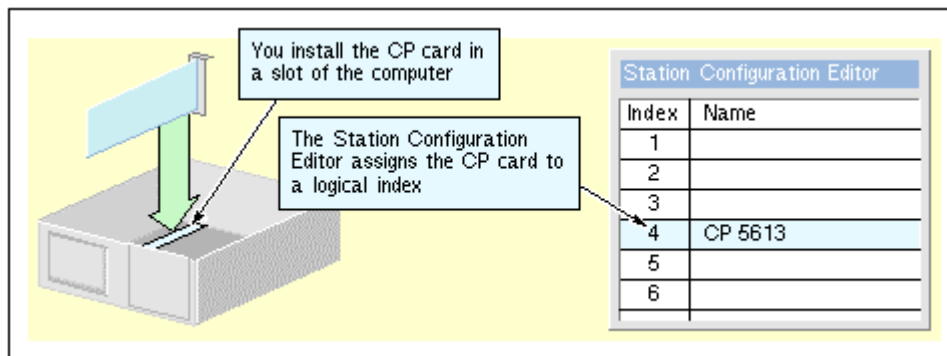 You install the CP card in
a slot of the computer
The Station Configuration
Editor assigns the CP card to
a logical index
Station Configuration Editor
Index Name
1
2
3
4 CP 5613
5
6